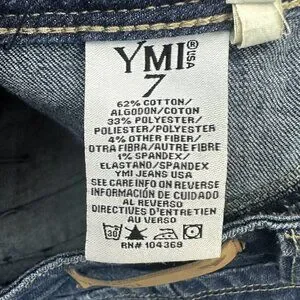 YMI® USA
7
62% COTTON/
ALGODON/COTON
33% POLYESTER/
POLIESTER/POLYESTER
4% OTHER FIBER/
OTRA FIBRA/AUTRE FIBRE
1% SPANDEX/
ELASTANO/SPANDEX
YMI JEANS USA
SEE CARE INFO ON REVERSE
INFORMACIÓN DE CUIDADO
AL REVERSO
DIRECTIVES D'ENTRETIEN
AU VERSO
30
RN# 104369